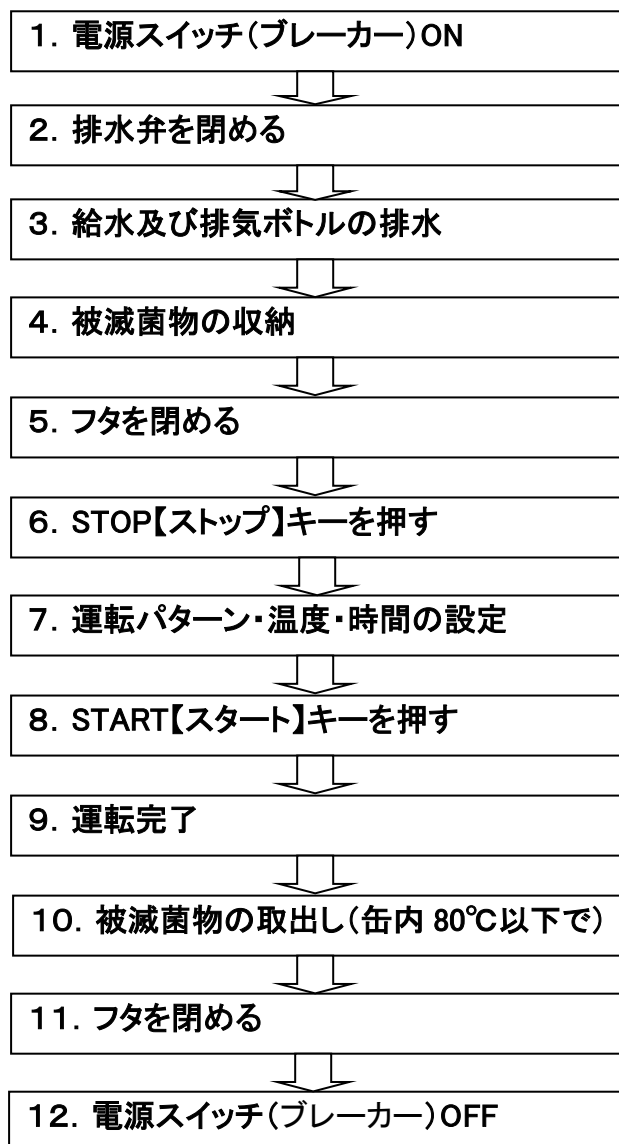 １．電源スイッチ（ブレーカー）ON
２．排水弁を閉める
３．給水及び排気ボトルの排水
４．被滅菌物の収納
５．フタを閉める
６．STOP【ストップ】キーを押す
７．運転パターン・温度・時間の設定
８．START【スタート】キーを押す
９．運転完了
１０．被滅菌物の取出し（缶内 80℃以下で）
１１．フタを閉める
１２．電源スイッチ（ブレーカー）OFF